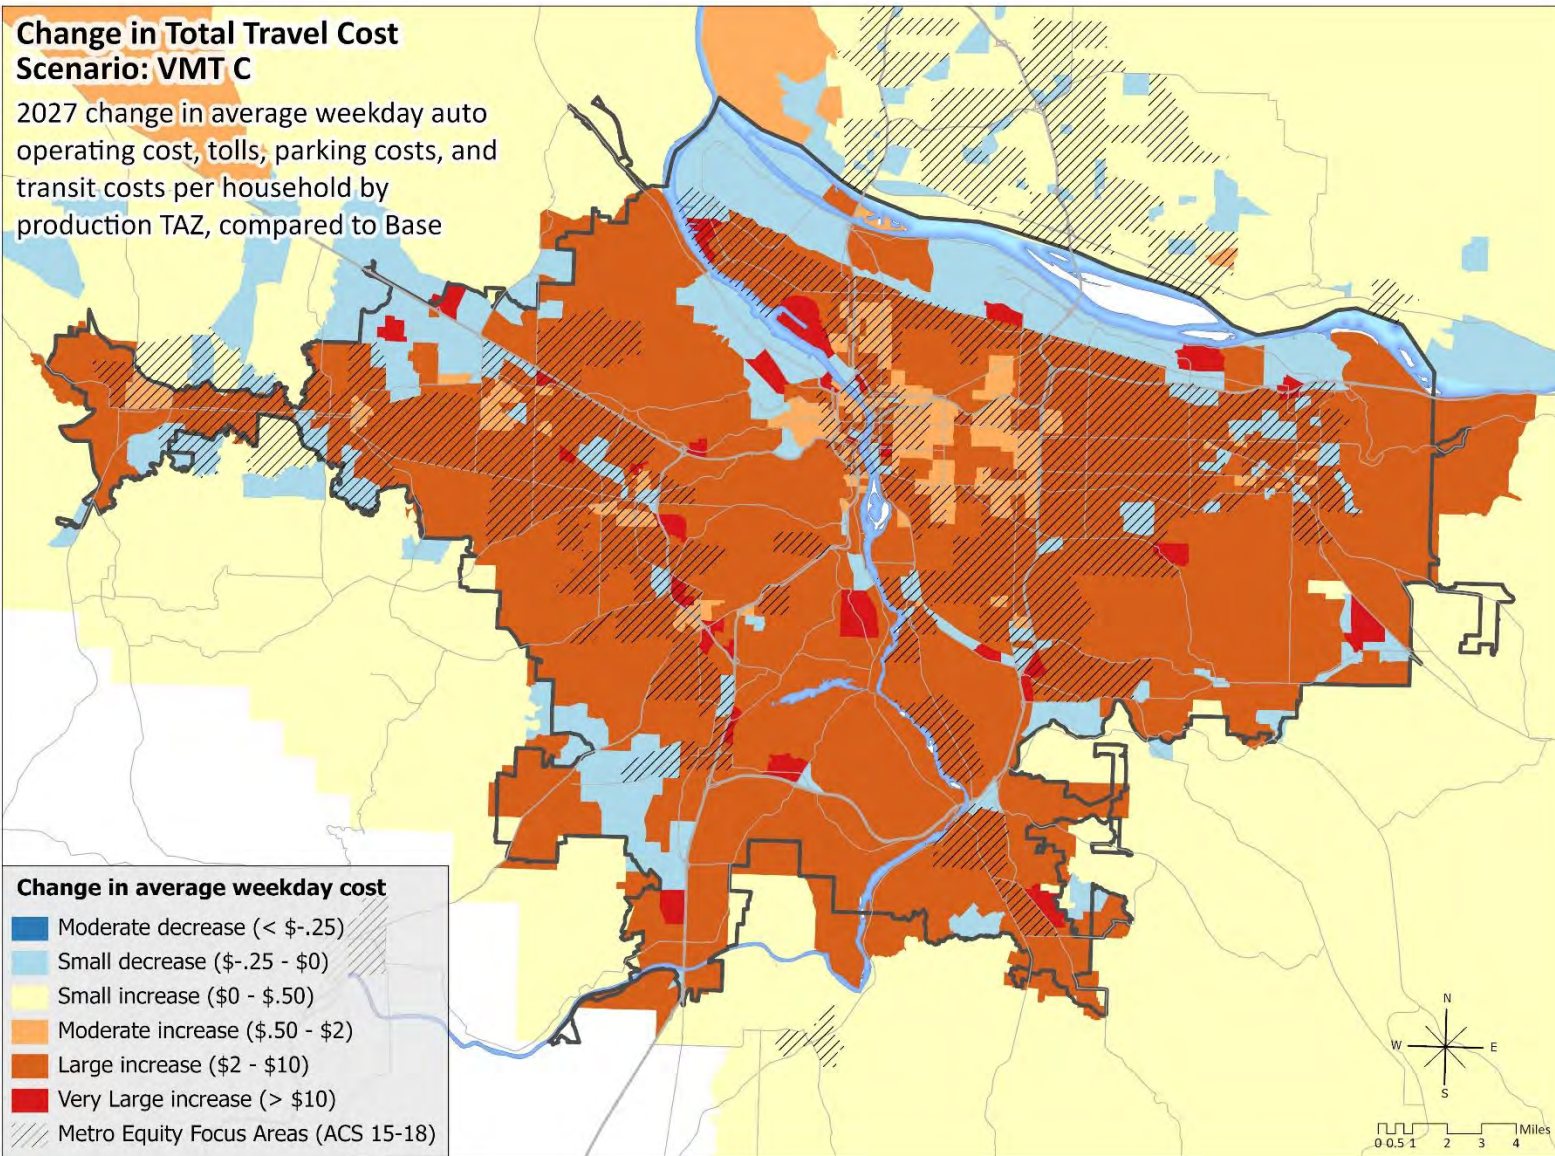 Change in Total Travel Cost
Scenario: VMT C
2027 change in average weekday auto
operating cost, tolls, parking costs, and
transit costs per household by
production TAZ, compared to Base
Change in average weekday cost
Moderate decrease (< $-.25)
Small decrease ($-.25 - $0)
Small increase ($0 - $.50)
Moderate increase ($.50 - $2)
Large increase ($2 - $10)
Very Large increase (> $10)
Metro Equity Focus Areas (ACS 15-18)
N
W E
S
Miles
0 0.5 1 2 3 4